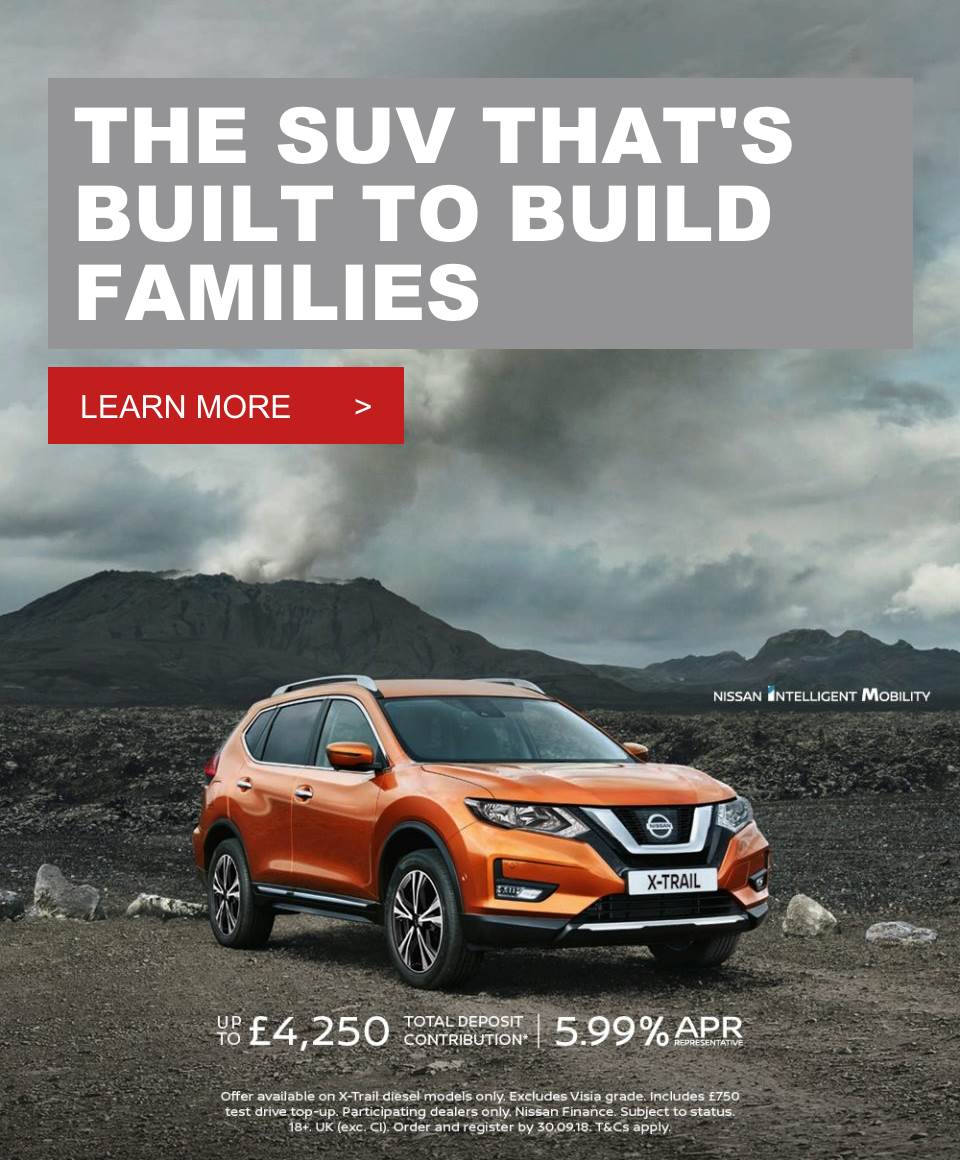 THE SUV THAT'S
BUILT TO BUILD
FAMILIES
LEARN MORE >
NISSAN INTELLIGENT MOBILITY
NISSAN
X-TRAIL
UP TO £4,250 TOTAL DEPOSIT CONTRIBUTION* | 5.99% APR REPRESENTATIVE
Offer available on X-Trail diesel models only. Excludes Visia grade. Includes £750
test drive top-up. Participating dealers only. Nissan Finance. Subject to status.
18+. UK (exc. CI). Order and register by 30.09.18. T&Cs apply.